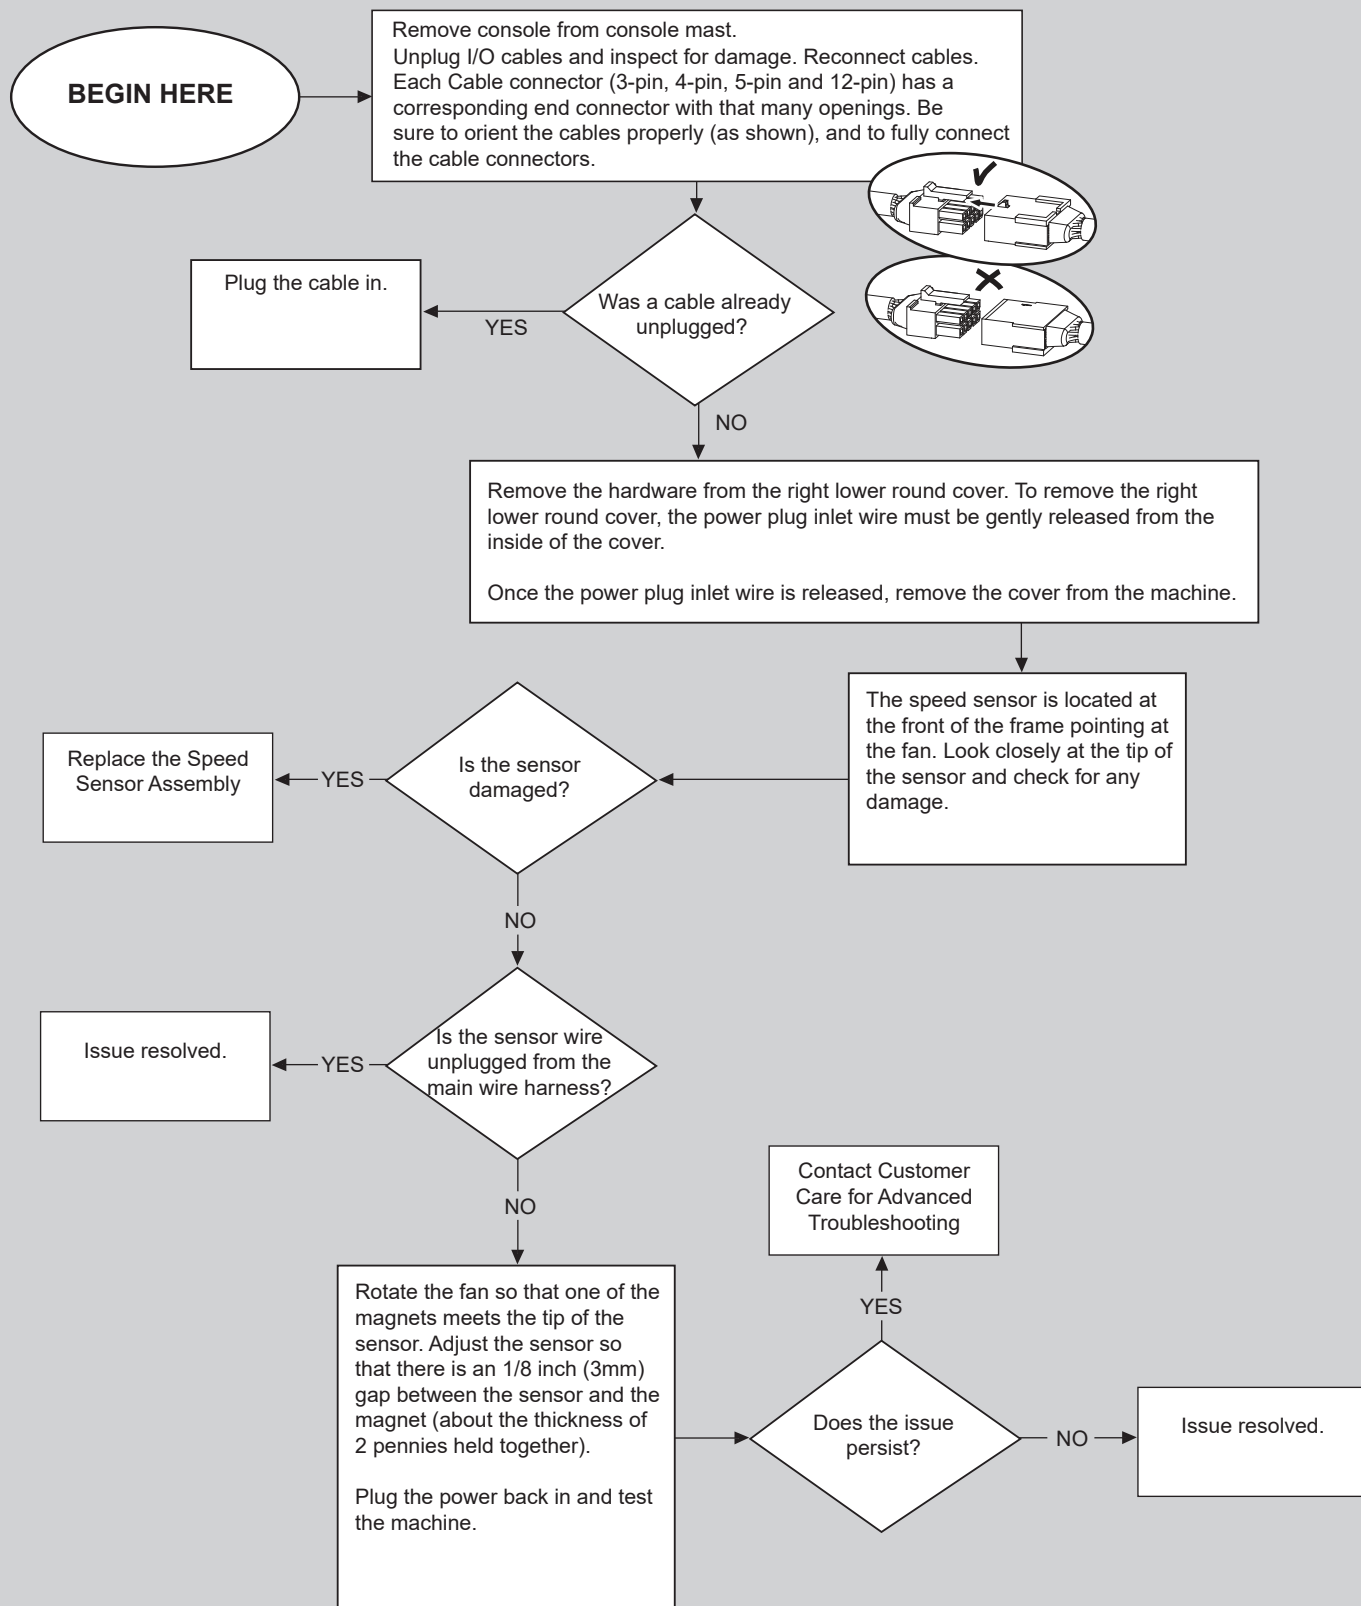 BEGIN HERE
Remove console from console mast.
Unplug I/O cables and inspect for damage. Reconnect cables.
Each Cable connector (3-pin, 4-pin, 5-pin and 12-pin) has a
corresponding end connector with that many openings. Be
sure to orient the cables properly (as shown), and to fully connect
the cable connectors.
Was a cable already
unplugged?
YES
Plug the cable in.
NO
Remove the hardware from the right lower round cover. To remove the right
lower round cover, the power plug inlet wire must be gently released from the
inside of the cover.
Once the power plug inlet wire is released, remove the cover from the machine.
The speed sensor is located at
the front of the frame pointing at
the fan. Look closely at the tip of
the sensor and check for any
damage.
Is the sensor
damaged?
YES
Replace the Speed
Sensor Assembly
NO
Is the sensor wire
unplugged from the
main wire harness?
YES
Issue resolved.
NO
Rotate the fan so that one of the
magnets meets the tip of the
sensor. Adjust the sensor so
that there is an 1/8 inch (3mm)
gap between the sensor and the
magnet (about the thickness of
2 pennies held together).
Plug the power back in and test
the machine.
Does the issue
persist?
YES
Contact Customer
Care for Advanced
Troubleshooting
NO
Issue resolved.